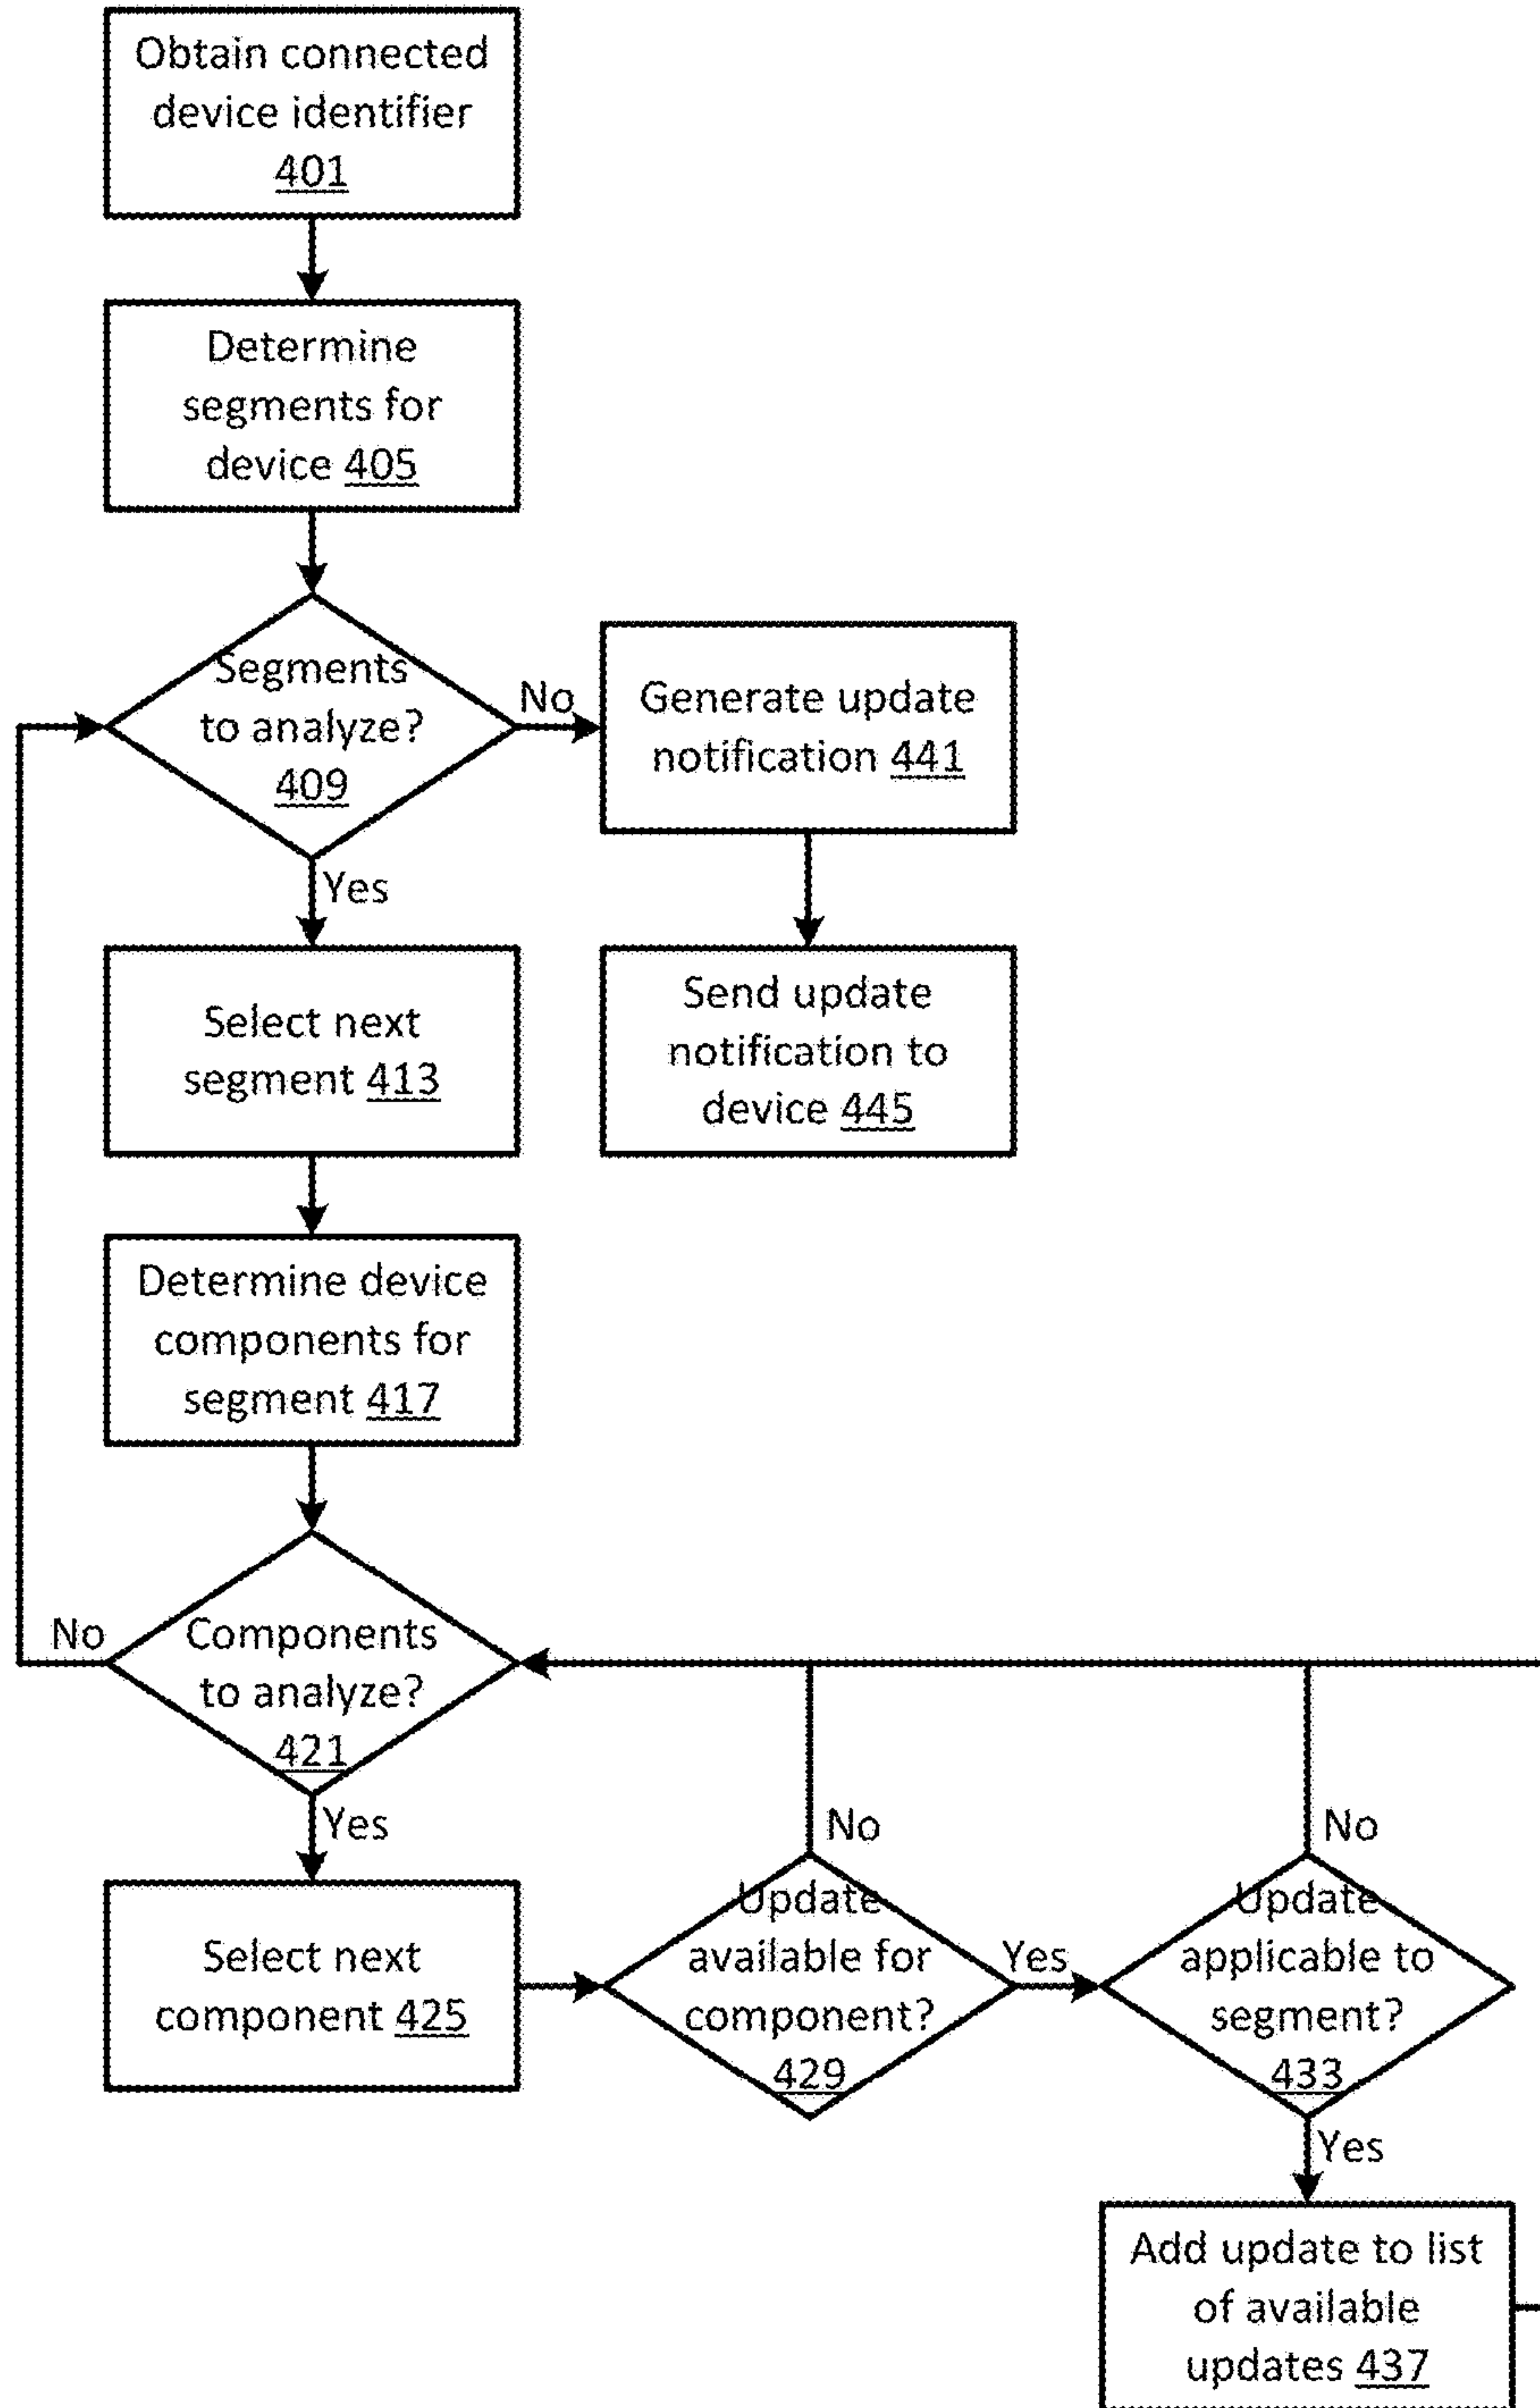 Obtain connected
device identifier
401
Determine
segments for
device 405
Segments
to analyze?
409
No
Generate update
notification 441
Yes
Select next
segment 413
Send update
notification to
device 445
Determine device
components for
segment 417
No
Components
to analyze?
421
Yes
Select next
component 425
No
Update
available for
component?
429
Yes
No
Update
applicable to
segment?
433
Yes
Add update to list
of available
updates 437